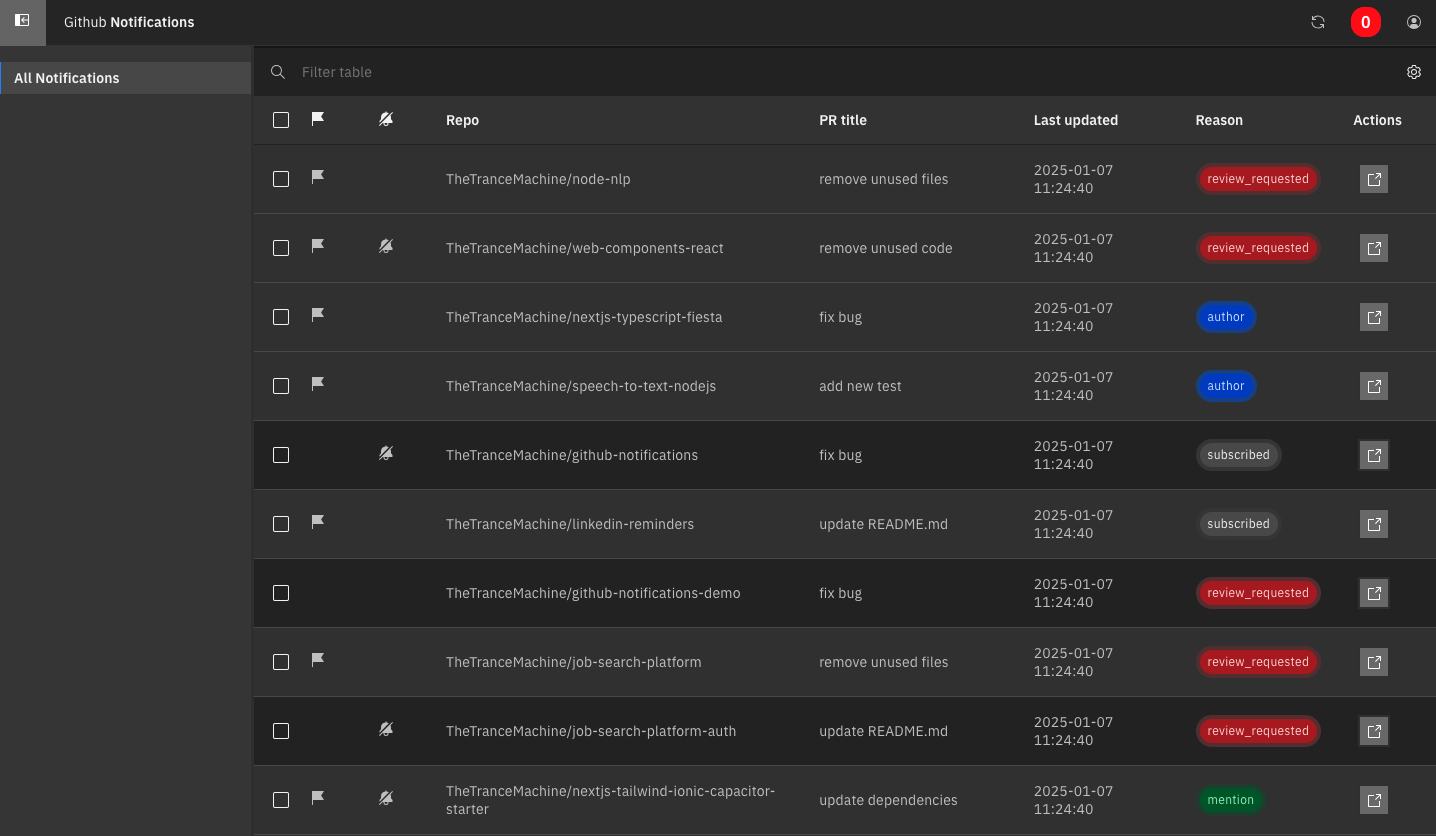 Github Notifications
0
All Notifications
Filter table
Repo PR title Last updated Reason Actions
TheTranceMachine/node-nlp remove unused files 2025-01-07 review_requested
11:24:40
TheTranceMachine/web-components-react remove unused code 2025-01-07 review_requested
11:24:40
TheTranceMachine/nextjs-typescript-fiesta fix bug 2025-01-07 author
11:24:40
TheTranceMachine/speech-to-text-nodejs add new test 2025-01-07 author
11:24:40
TheTranceMachine/github-notifications fix bug 2025-01-07 subscribed
11:24:40
TheTranceMachine/linkedin-reminders update README.md 2025-01-07 subscribed
11:24:40
TheTranceMachine/github-notifications-demo fix bug 2025-01-07 review_requested
11:24:40
TheTranceMachine/job-search-platform remove unused files 2025-01-07 review_requested
11:24:40
TheTranceMachine/job-search-platform-auth update README.md 2025-01-07 review_requested
11:24:40
TheTranceMachine/nextjs-tailwind-ionic-capacitor- update dependencies 2025-01-07 mention
starter 11:24:40